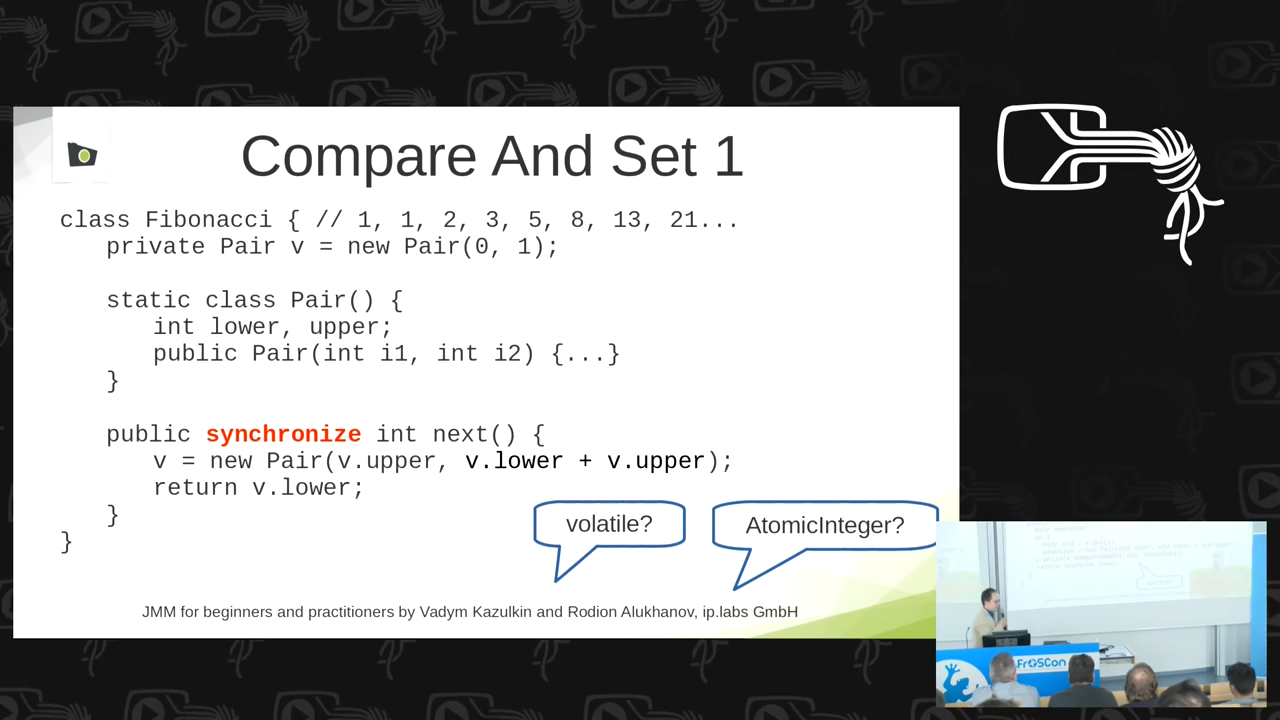 Compare And Set 1
class Fibonacci { // 1, 1, 2, 3, 5, 8, 13, 21...
private Pair v = new Pair(0, 1);
static class Pair() {
int lower, upper;
public Pair(int i1, int i2) {...}
}
public synchronize int next() {
v = new Pair(v.upper, v.lower + v.upper);
return v.lower;
}
}
volatile?
AtomicInteger?
JMM for beginners and practitioners by Vadym Kazulkin and Rodion Alukhanov, ip.labs GmbH
FrOSCon